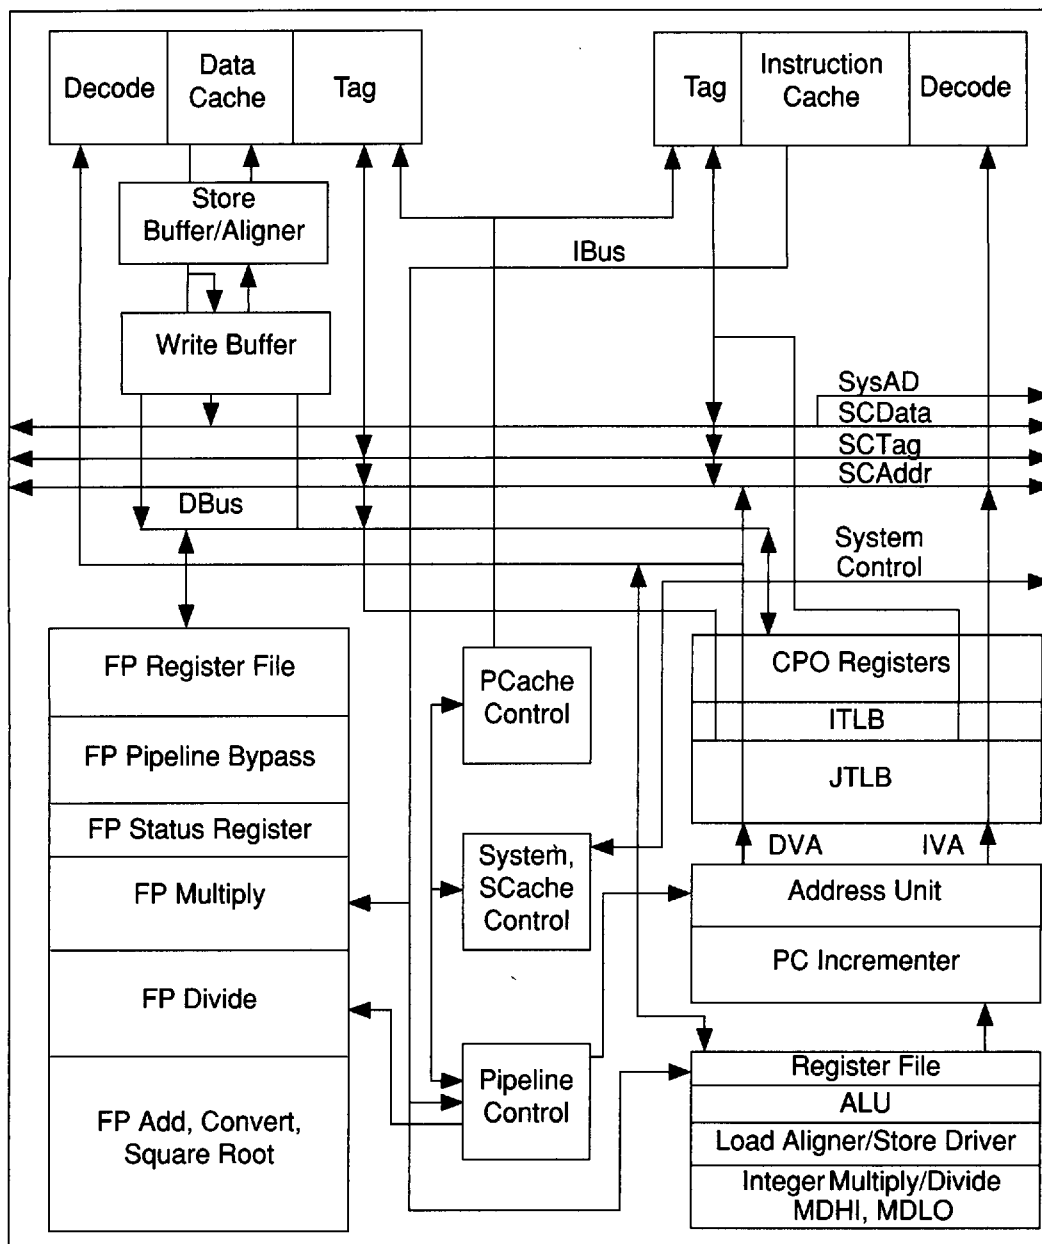 Decode
Data
Cache
Tag
Tag
Instruction
Cache
Decode
Store
Buffer/Aligner
IBus
Write Buffer
SysAD
SCData
SCTag
SCAddr
DBus
System
Control
FP Register File
FP Pipeline Bypass
FP Status Register
FP Multiply
FP Divide
FP Add, Convert,
Square Root
PCache
Control
System,
SCache
Control
Pipeline
Control
CPO Registers
ITLB
JTLB
DVA
IVA
Address Unit
PC Incrementer
Register File
ALU
Load Aligner/Store Driver
Integer Multiply/Divide
MDHI, MDLO